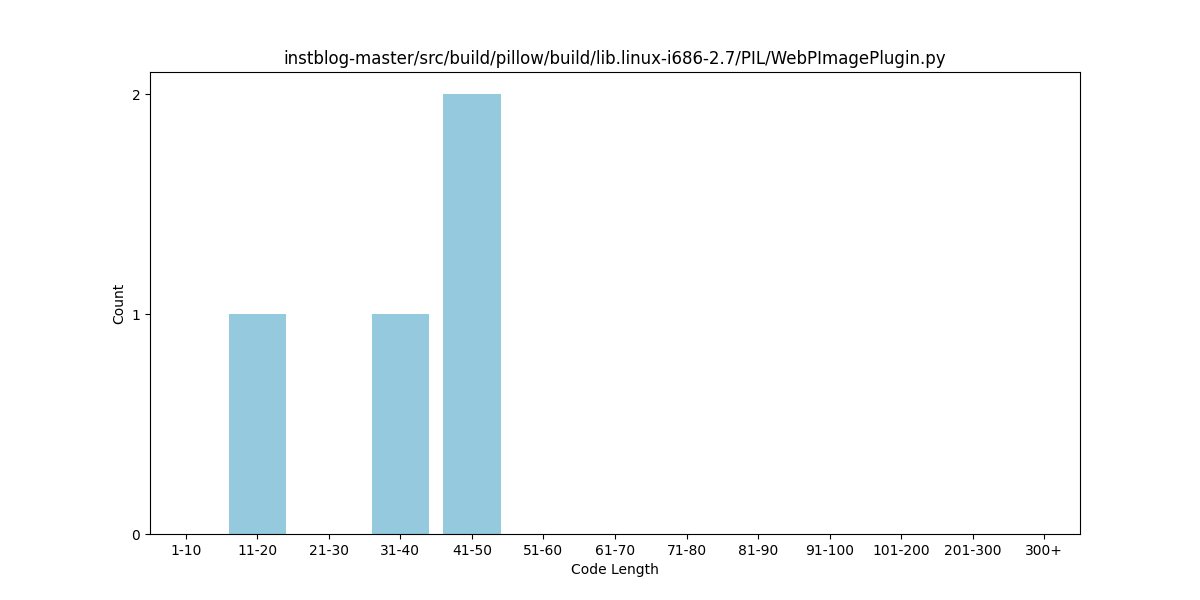 instblog-master/src/build/pillow/build/lib.linux-i686-2.7/PIL/WebPImagePlugin.py
2
1
0
Count
1-10 11-20 21-30 31-40 41-50 51-60 61-70 71-80 81-90 91-100 101-200 201-300 300+
Code Length